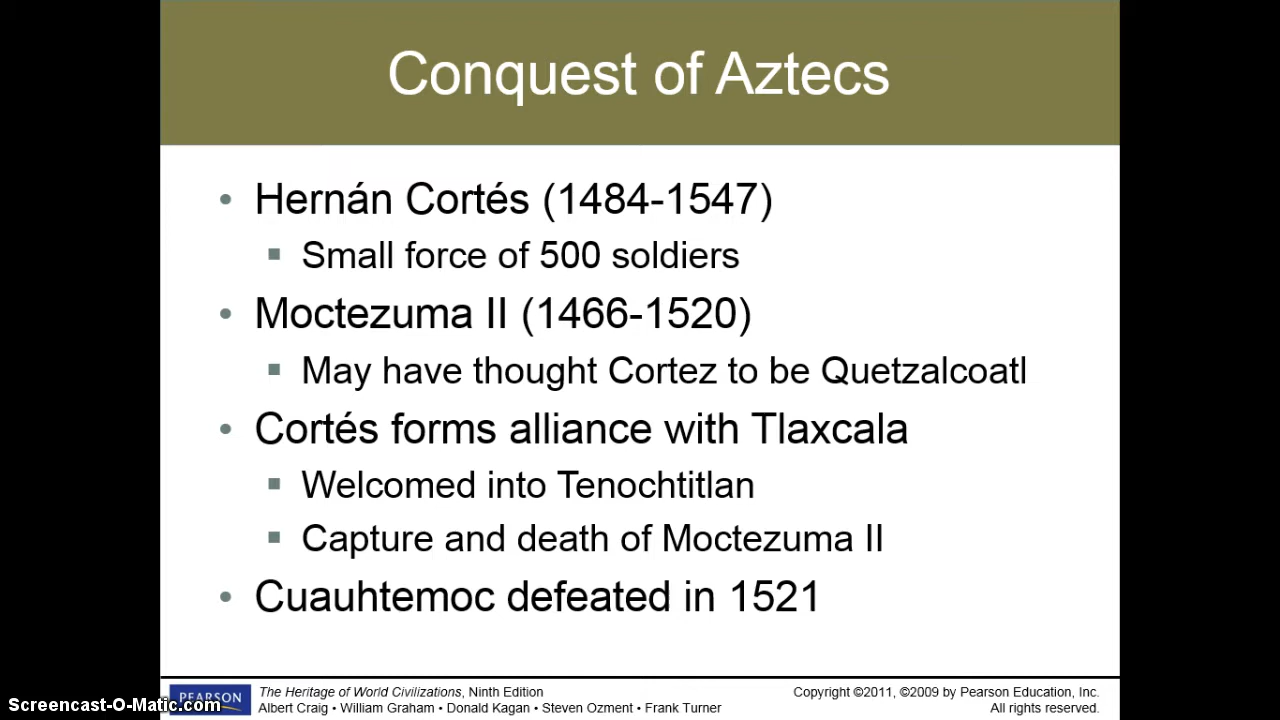 Conquest of Aztecs
• Hernán Cortés (1484-1547)
▪ Small force of 500 soldiers
• Moctezuma II (1466-1520)
▪ May have thought Cortez to be Quetzalcoatl
• Cortés forms alliance with Tlaxcala
▪ Welcomed into Tenochtitlan
▪ Capture and death of Moctezuma II
• Cuauhtemoc defeated in 1521
PEARSON
The Heritage of World Civilizations, Ninth Edition
Albert Craig • William Graham • Donald Kagan • Steven Ozment • Frank Turner
Copyright ©2011, ©2009 by Pearson Education, Inc.
All rights reserved.
Screencast-O-Matic.com